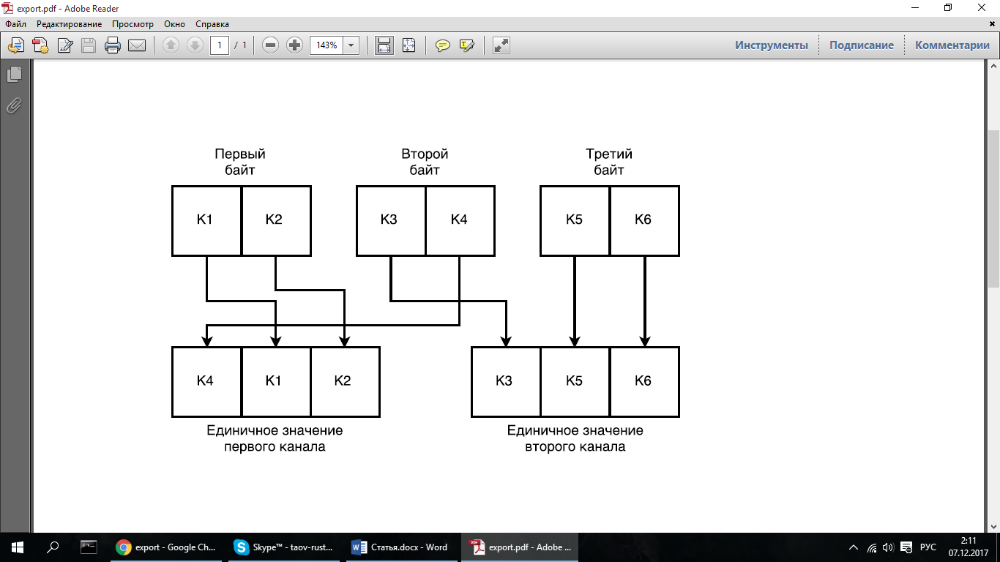 export.pdf - Adobe Reader
Файл Редактирование Просмотр Окно Справка
1 / 1 143% Инструменты Подписание Комментарии
Первый байт
Второй байт
Третий байт
K1 K2 K3 K4 K5 K6
K4 K1 K2 K3 K5 K6
Единичное значение
первого канала
Единичное значение
второго канала
export - Google Ch... Skype™ - taov-rust... Статья.docx - Word export.pdf - Adobe ... РУС 2:11
07.12.2017